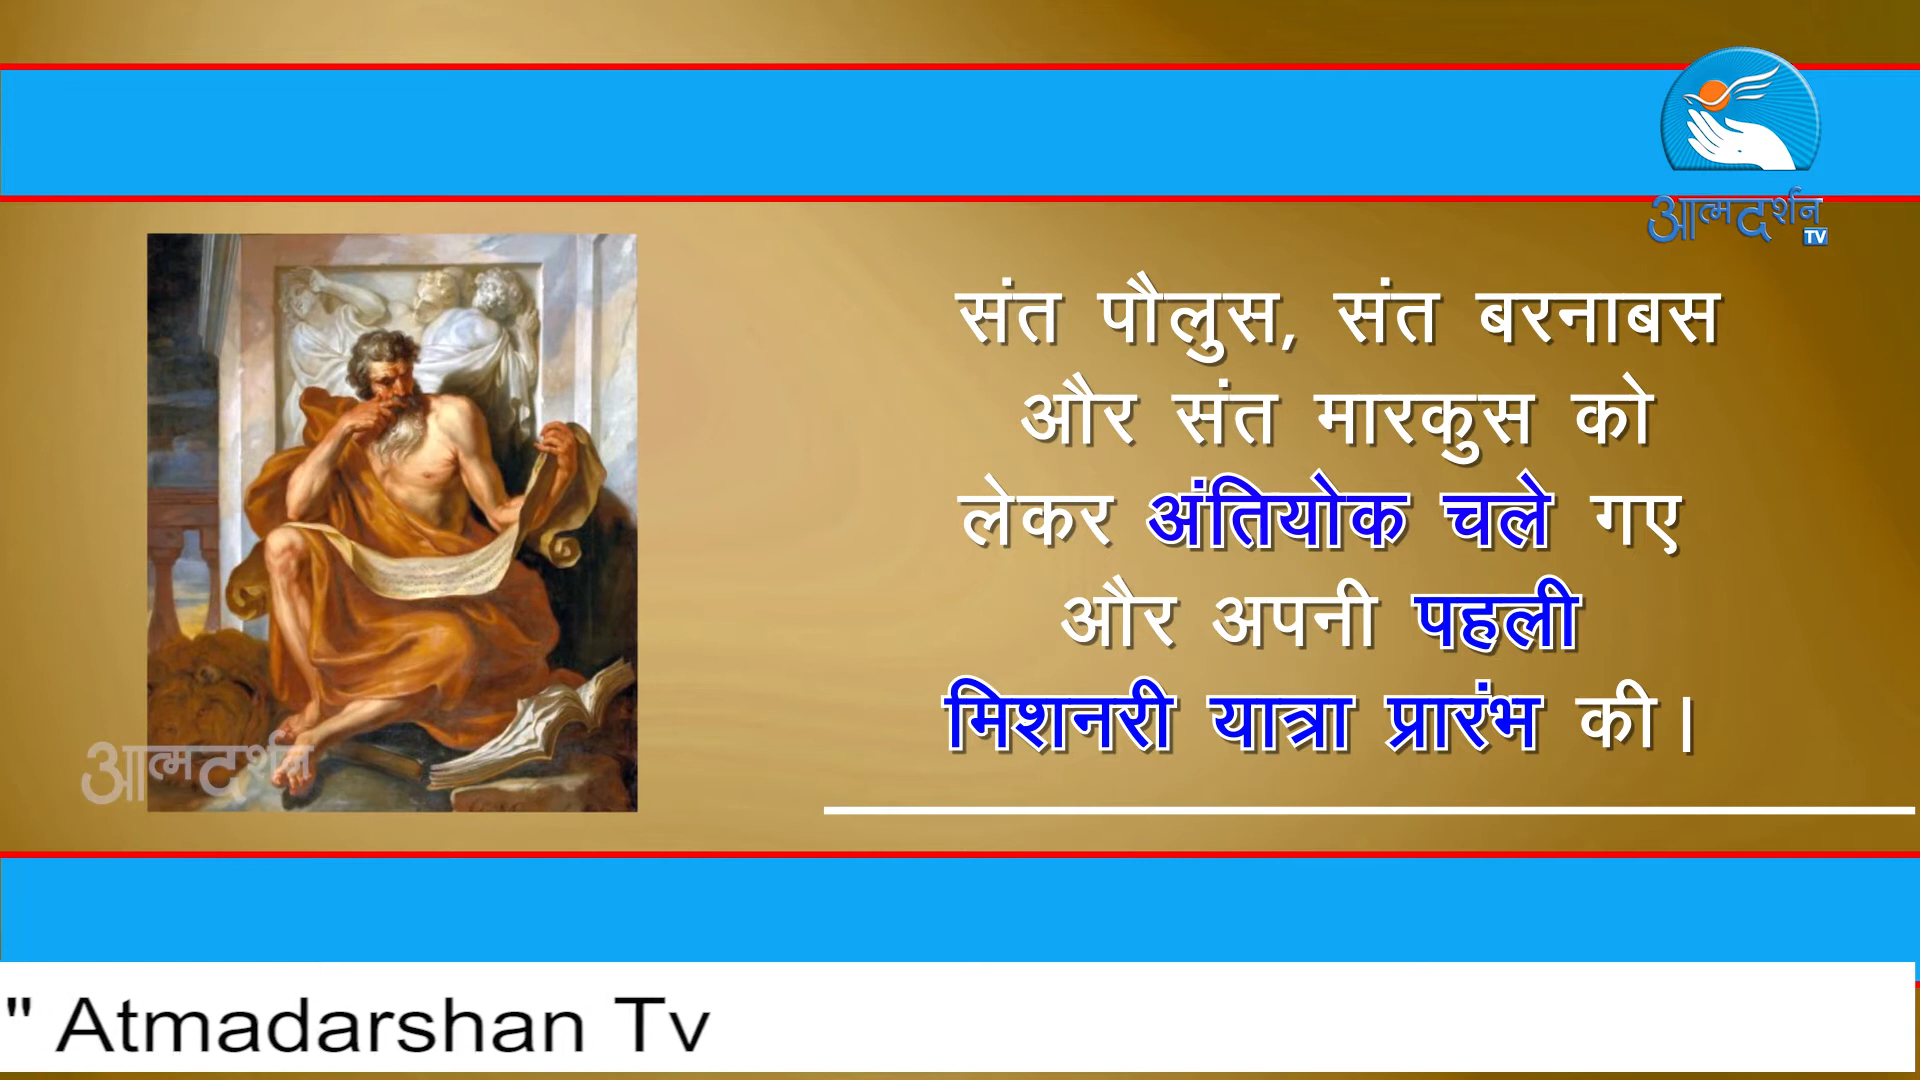 आत्मदर्शन
TV
संत पौलुस, संत बरनाबस
और संत मारकुस को
लेकर अंतियोक चले गए
और अपनी पहली
मिशनरी यात्रा प्रारंभ की।
आत्मदर्शन
" Atmadarshan Tv